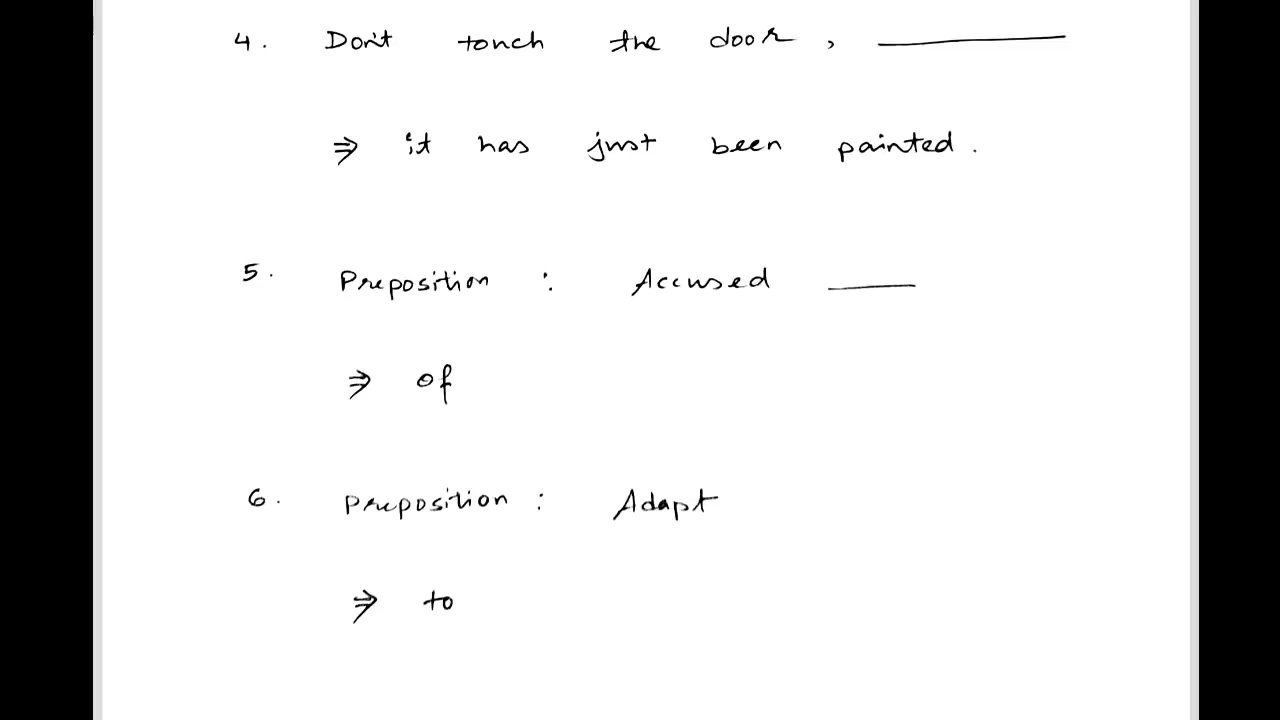 4. Don't touch the door, ________
⇒ it has just been painted.
5. Preposition : Accused ____
⇒ of
6. Preposition : Adapt
⇒ to